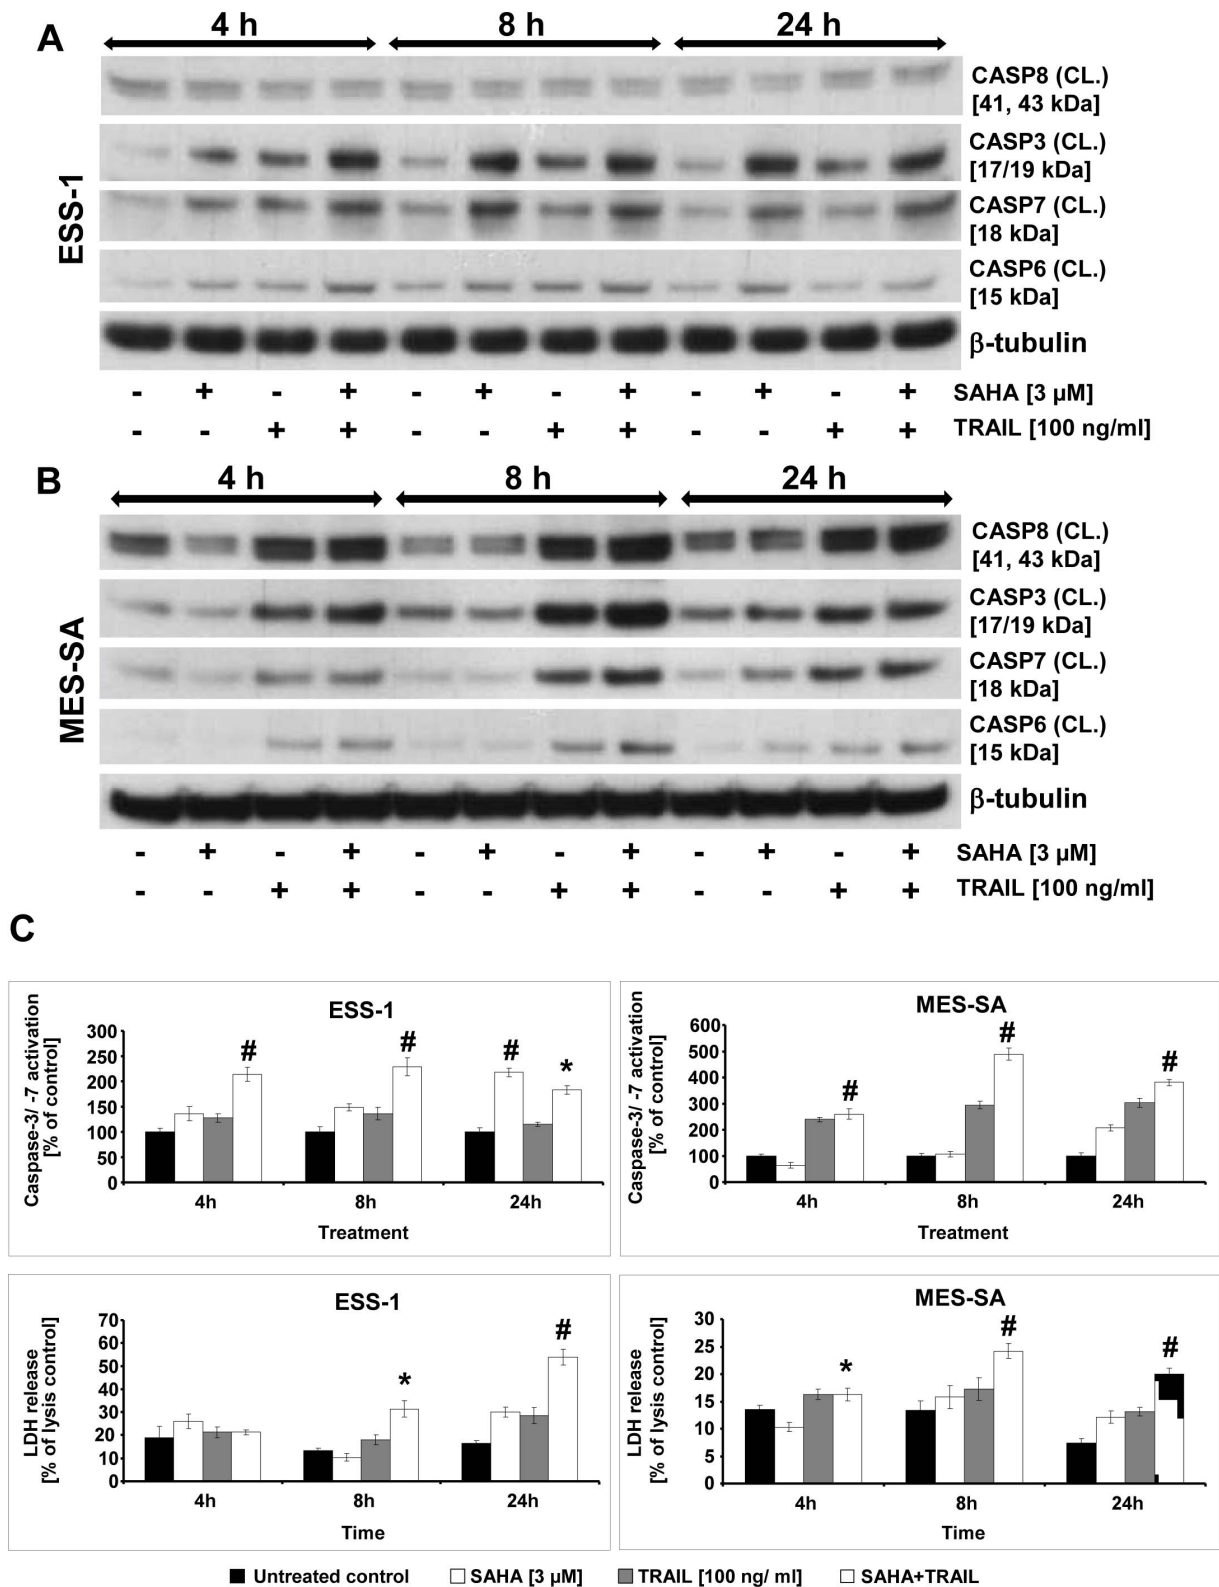 A
4 h 8 h 24 h
ESS-1
CASP8 (CL.)
[41, 43 kDa]
CASP3 (CL.)
[17/19 kDa]
CASP7 (CL.)
[18 kDa]
CASP6 (CL.)
[15 kDa]
β-tubulin
- + - + - + - + - + - + SAHA [3 µM]
- - + + - - + + - - + + TRAIL [100 ng/ml]
B
4 h 8 h 24 h
MES-SA
CASP8 (CL.)
[41, 43 kDa]
CASP3 (CL.)
[17/19 kDa]
CASP7 (CL.)
[18 kDa]
CASP6 (CL.)
[15 kDa]
β-tubulin
- + - + - + - + - + - + SAHA [3 µM]
- - + + - - + + - - + + TRAIL [100 ng/ml]
C
ESS-1
Caspase-3/ -7 activation
[% of control]
300
250
200
150
100
50
0
# # # *
4h 8h 24h
Treatment
MES-SA
Caspase-3/ -7 activation
[% of control]
600
500
400
300
200
100
0
# # #
4h 8h 24h
Treatment
ESS-1
LDH release
[% of lysis control]
70
60
50
40
30
20
10
0
* #
4h 8h 24h
Time
MES-SA
LDH release
[% of lysis control]
30
25
20
15
10
5
0
* # #
4h 8h 24h
Time
Untreated control SAHA [3 µM] TRAIL [100 ng/ ml] SAHA+TRAIL